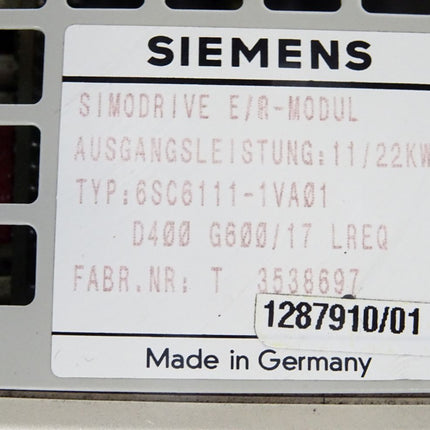 SIEMENS
SIMODRIVE E/R-MODUL
AUSGANGSLEISTUNG:11/22KW
TYP:6SC6111-1VA01
D400 G600/17 LREQ
FABR.NR: T 3538697
1287910/01
Made in Germany